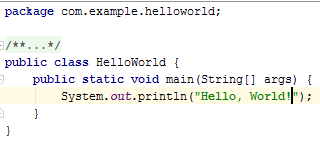 package com.example.helloworld;
/**...*/
public class HelloWorld {
public static void main(String[] args) {
System.out.println("Hello, World!");
}
}